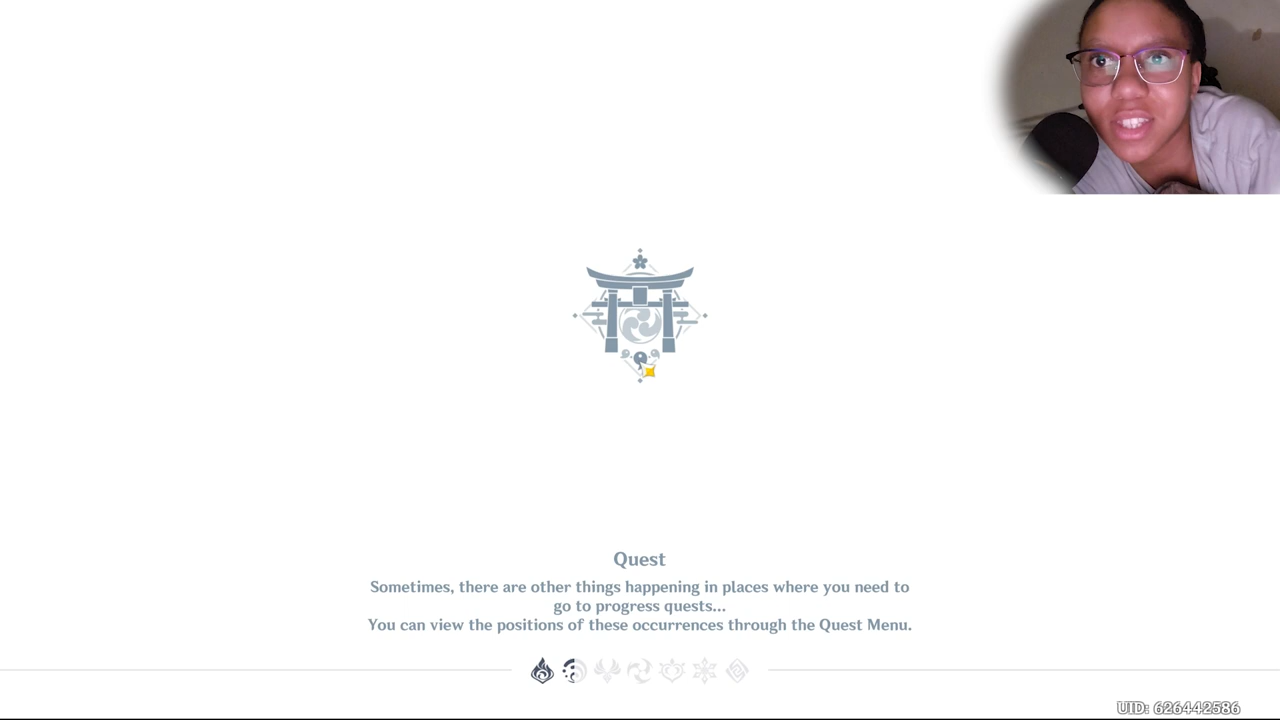 Quest
Sometimes, there are other things happening in places where you need to
go to progress quests...
You can view the positions of these occurrences through the Quest Menu.
UID: 626442586